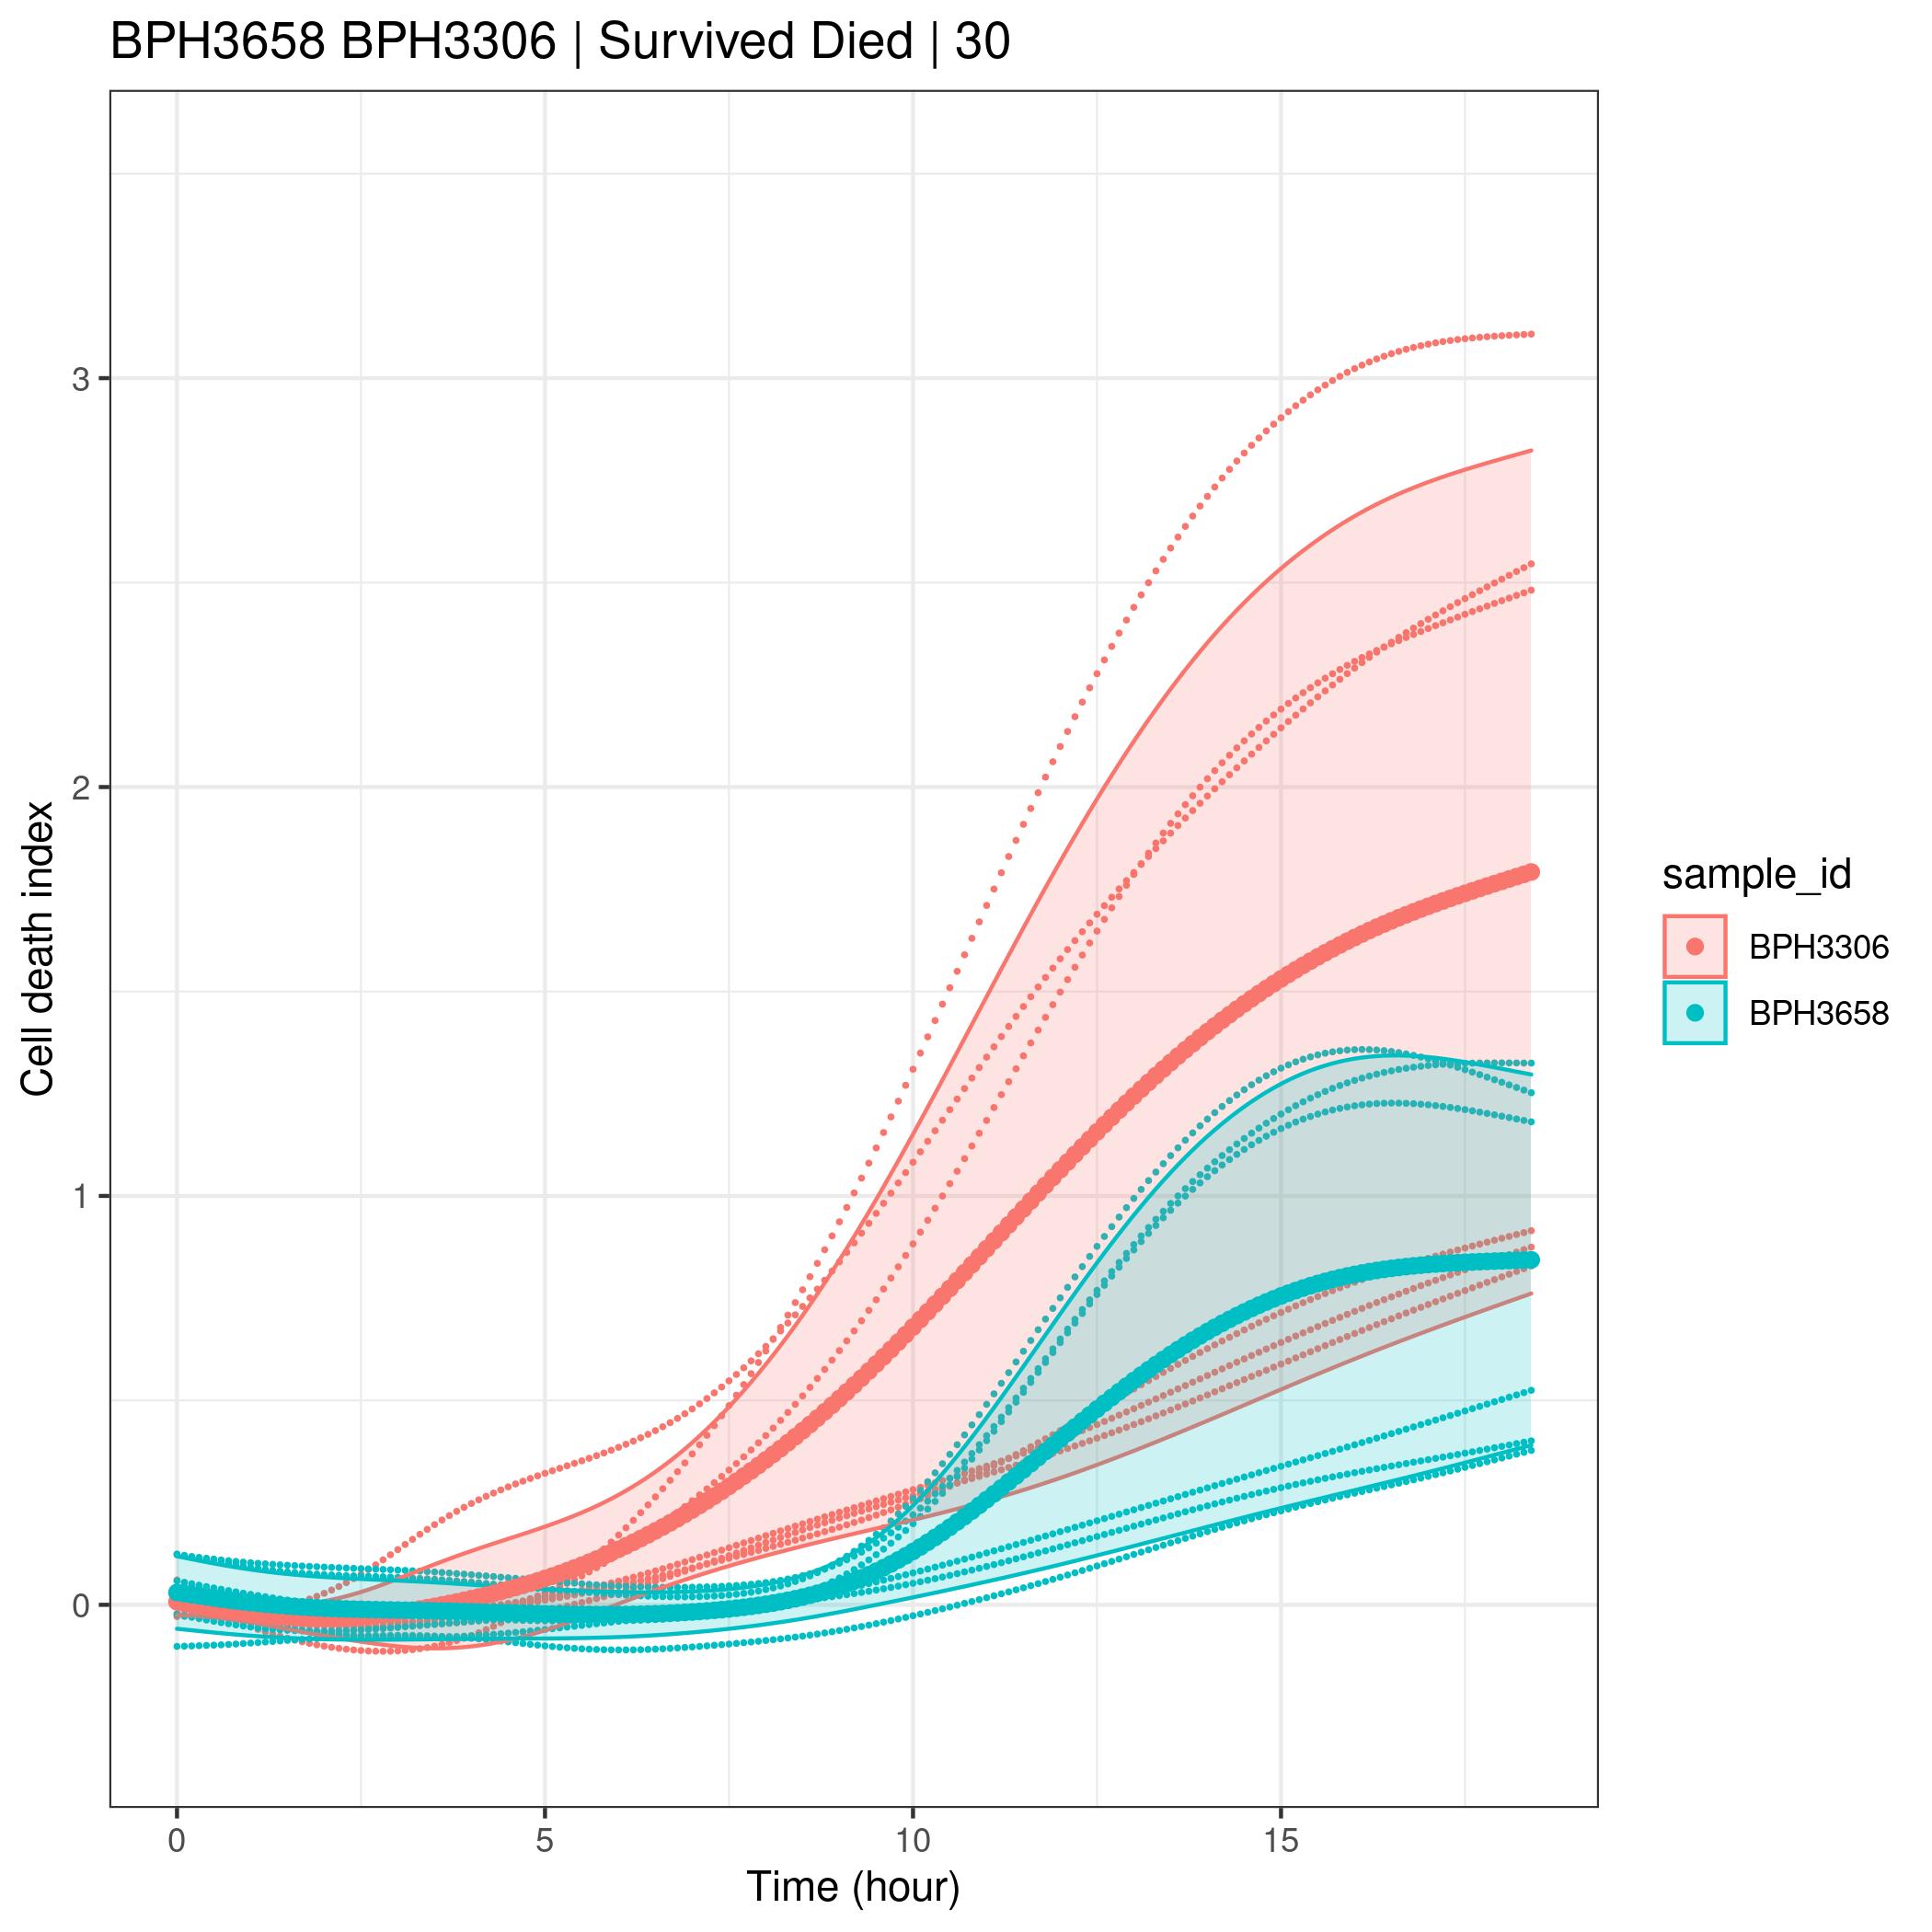 BPH3658 BPH3306 | Survived Died | 30
3
2
1
0
Cell death index
0 5 10 15
Time (hour)
sample_id
BPH3306
BPH3658